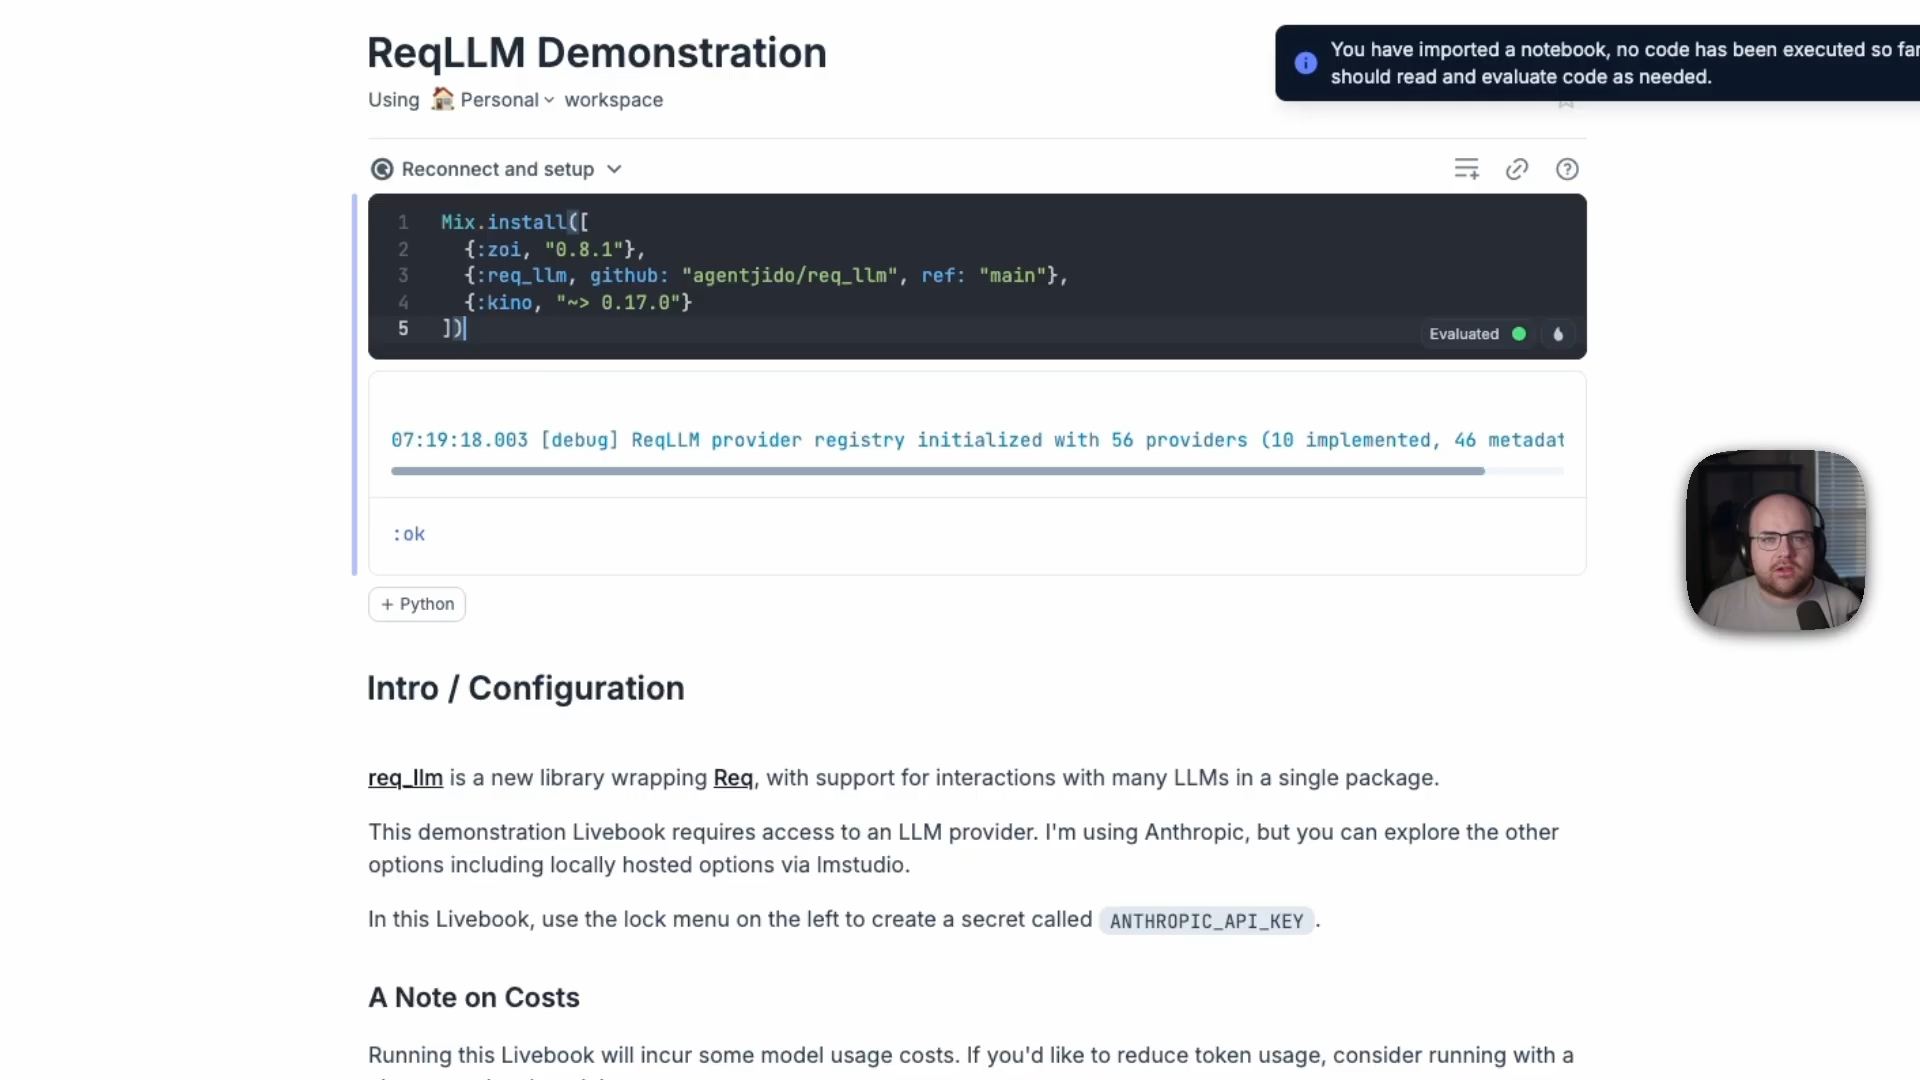 ReqLLM Demonstration
You have imported a notebook, no code has been executed so far
should read and evaluate code as needed.
Using Personal workspace
Reconnect and setup
1 Mix.install([
2 {:zoi, "0.8.1"},
3 {:req_llm, github: "agentjido/req_llm", ref: "main"},
4 {:kino, "~> 0.17.0"}
5 ])
Evaluated
07:19:18.003 [debug] ReqLLM provider registry initialized with 56 providers (10 implemented, 46 metadat
:ok
+ Python
Intro / Configuration
req_llm is a new library wrapping Req, with support for interactions with many LLMs in a single package.
This demonstration Livebook requires access to an LLM provider. I'm using Anthropic, but you can explore the other
options including locally hosted options via lmstudio.
In this Livebook, use the lock menu on the left to create a secret called ANTHROPIC_API_KEY.
A Note on Costs
Running this Livebook will incur some model usage costs. If you'd like to reduce token usage, consider running with a